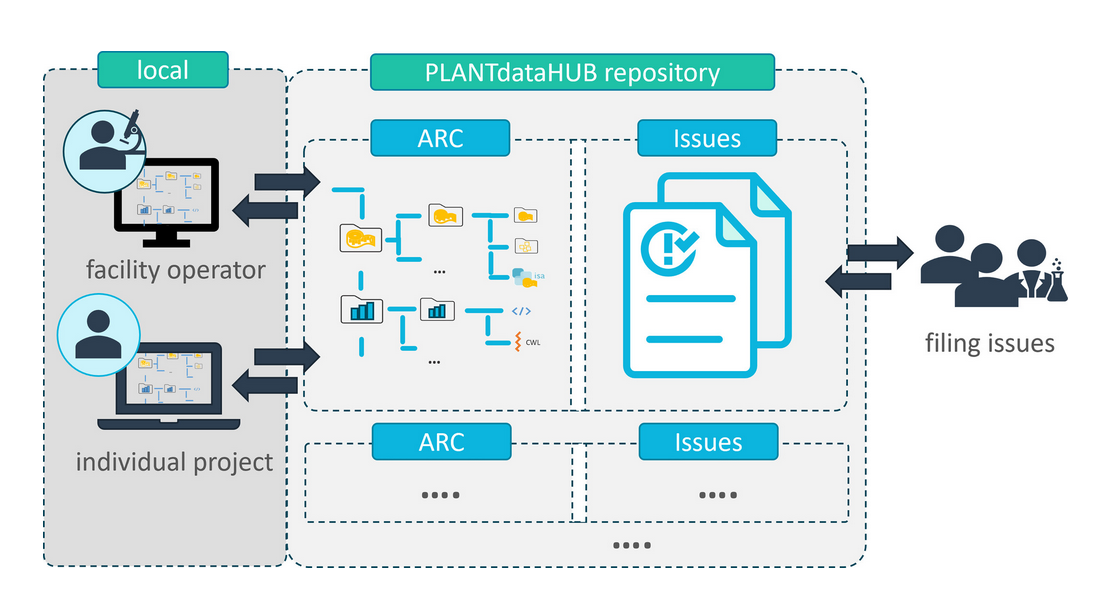 local
PLANTdataHUB repository
ARC
Issues
isa
facility operator
...
</>
CWL
filing issues
...
individual project
ARC
Issues
....
....
....